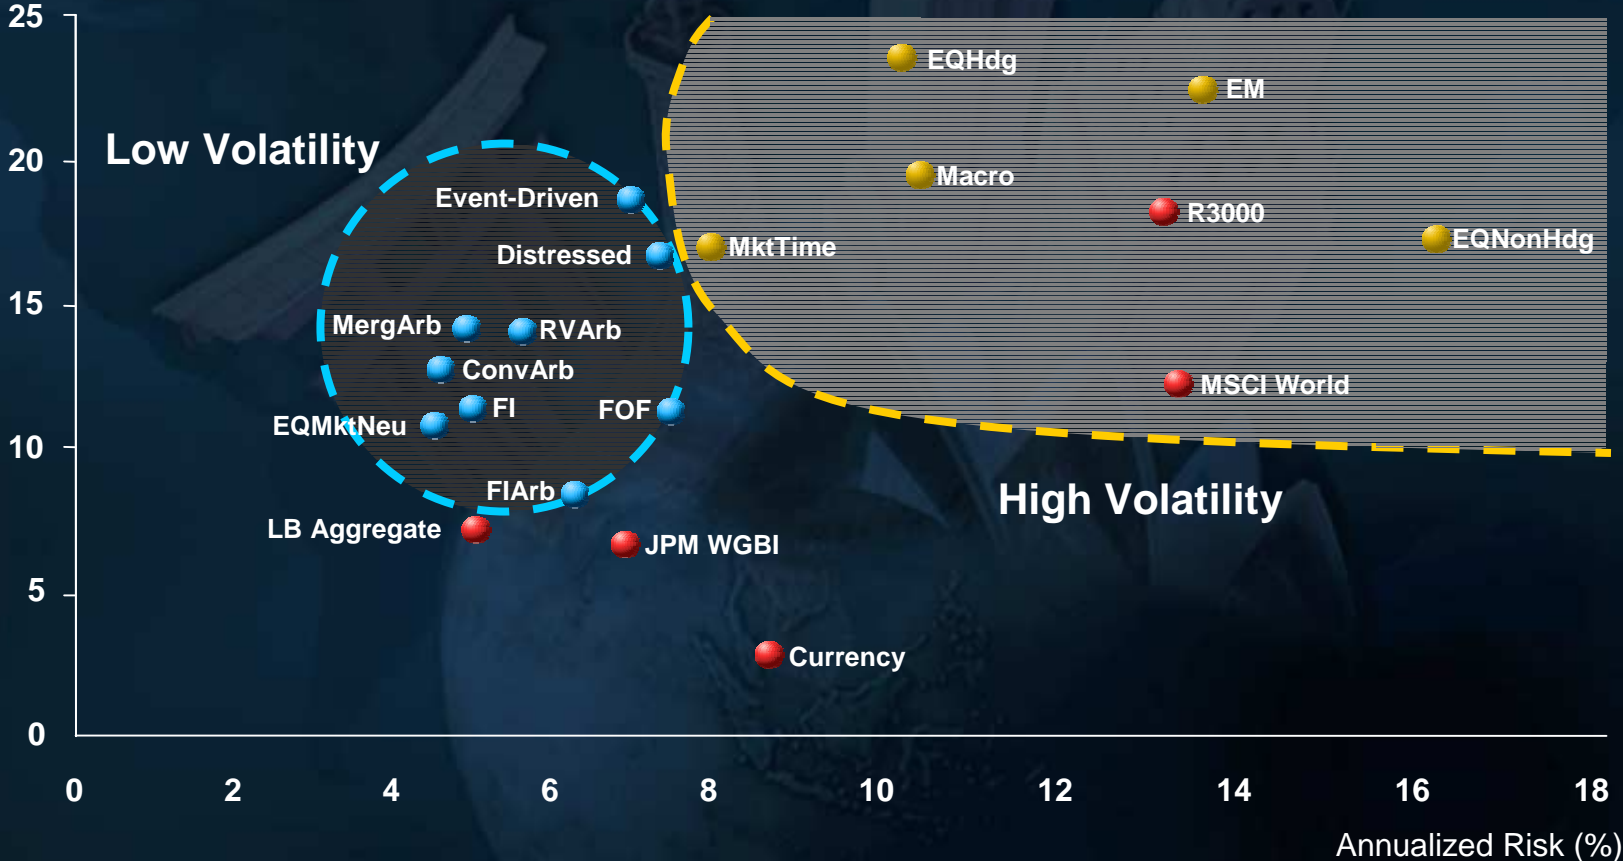 25
EQHdg
EM
Low Volatility
20
Macro
Event-Driven
R3000
EQNonHdg
MktTime
Distressed
15
MergArb
RVArb
ConvArb
MSCI World
FI
FOF
EQMktNeu
10
FIArb
High Volatility
LB Aggregate
JPM WGBI
5
Currency
0
0 2 4 6 8 10 12 14 16 18
Annualized Risk (%)